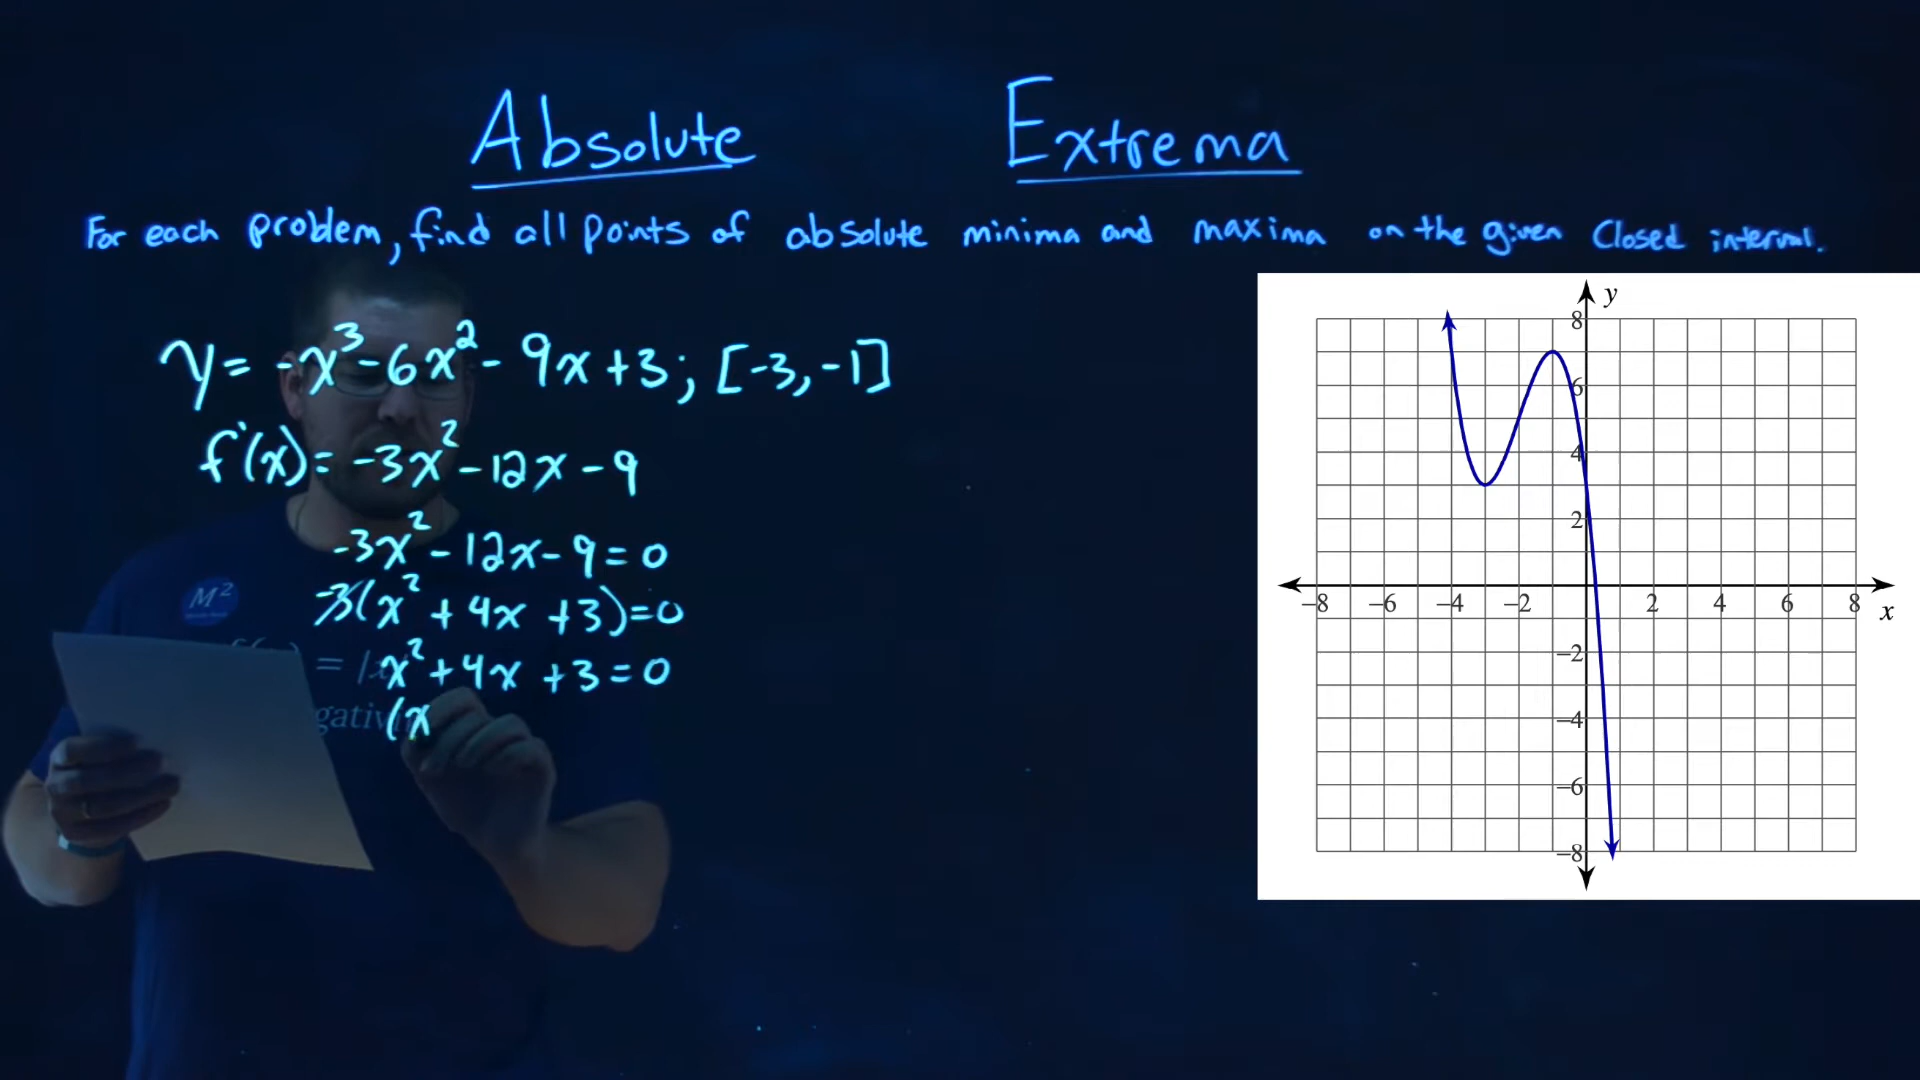 Absolute Extrema
For each problem, find all points of absolute minima and maxima on the given closed interval.
y = -x³ - 6x² - 9x + 3; [-3, -1]
f'(x) = -3x² - 12x - 9
-3x² - 12x - 9 = 0
-3(x² + 4x + 3) = 0
x² + 4x + 3 = 0
(x
M²
= |x
gativ
y
8
6
4
2
-8 -6 -4 -2 2 4 6 8 x
-2
-4
-6
-8